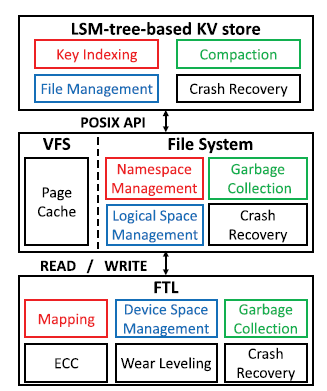 LSM-tree-based KV store
Key Indexing
Compaction
File Management
Crash Recovery
POSIX API
VFS
File System
Page
Cache
Namespace
Management
Garbage
Collection
Logical Space
Management
Crash
Recovery
READ / WRITE
FTL
Mapping
Device Space
Management
Garbage
Collection
ECC
Wear Leveling
Crash
Recovery